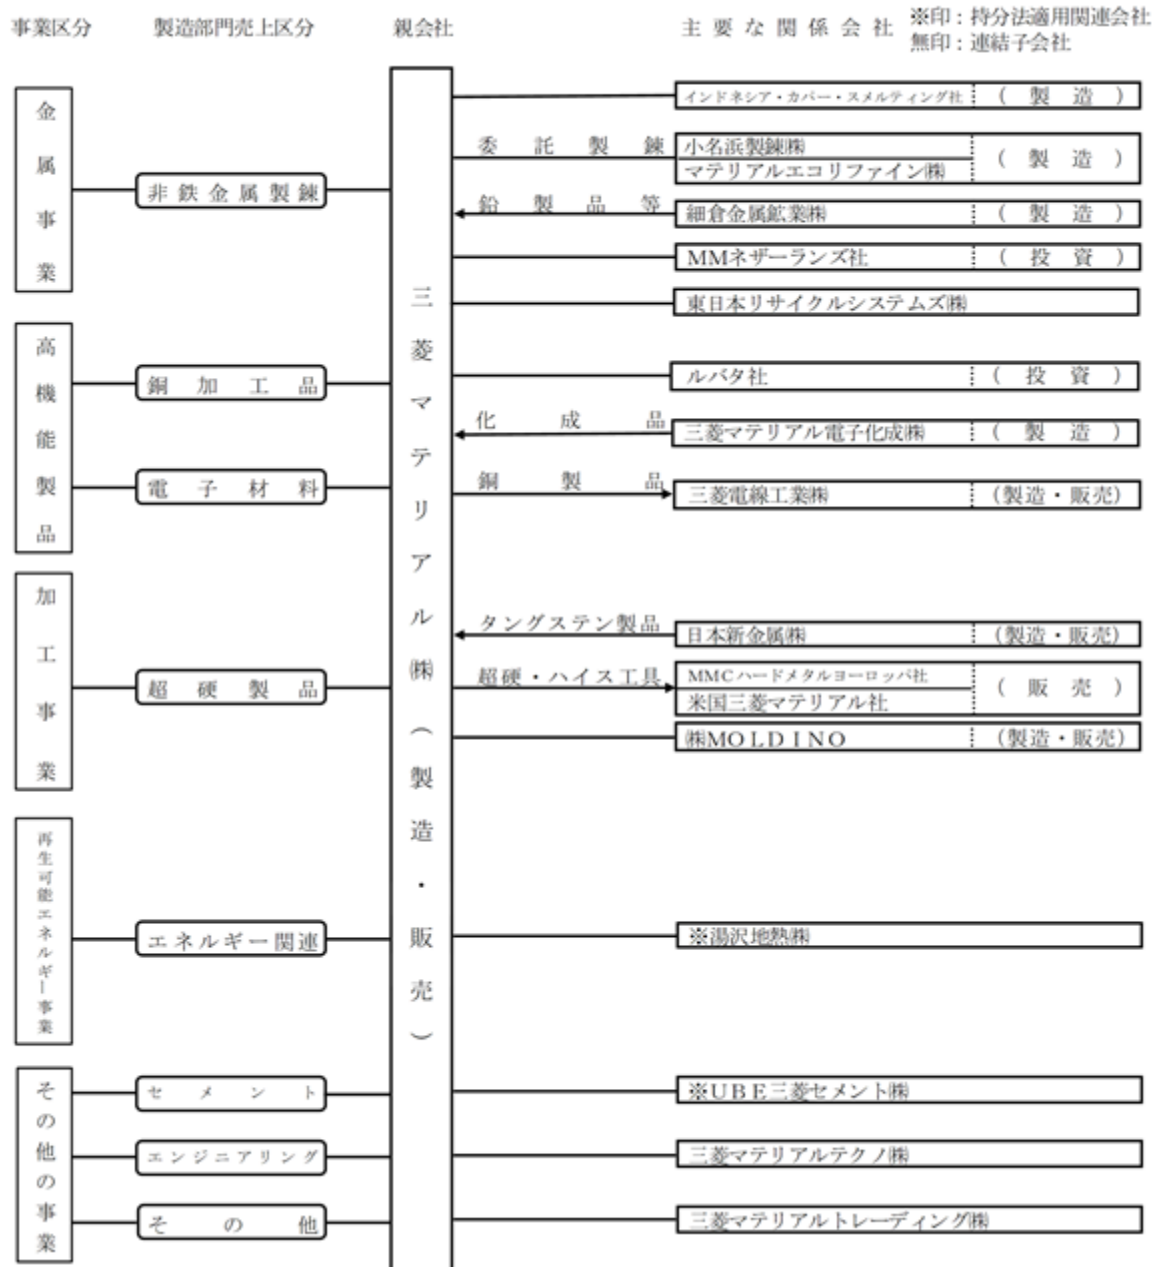 事業区分 製造部門売上区分 親会社 主要な関係会社 ※印：持分法適用関連会社
無印：連結子会社
金属事業
非鉄金属製錬
高機能製品
銅加工品
電子材料
加工事業
超硬製品
再生可能エネルギー事業
エネルギー関連
その他の事業
セメント
エンジニアリング
その他
三菱マテリアル㈱（製造・販売）
インドネシア・カパー・スメルティング社 （製造）
委託製錬
小名浜製錬㈱
マテリアルエコリファイン㈱ （製造）
鉛製品等
細倉金属鉱業㈱ （製造）
MMネザーランズ社 （投資）
東日本リサイクルシステムズ㈱
ルバタ社 （投資）
化成品
三菱マテリアル電子化成㈱ （製造）
銅製品
三菱電線工業㈱ （製造・販売）
タングステン製品
日本新金属㈱ （製造・販売）
超硬・ハイス工具
MMCハードメタルヨーロッパ社
米国三菱マテリアル社 （販売）
㈱MOLDINO （製造・販売）
※湯沢地熱㈱
※UBE三菱セメント㈱
三菱マテリアルテクノ㈱
三菱マテリアルトレーディング㈱